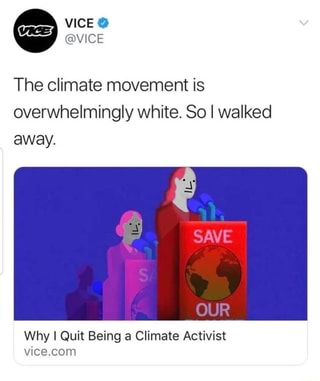 VICE
VICE
@VICE
The climate movement is
overwhelmingly white. So I walked
away.
SAVE
S
OUR
Why I Quit Being a Climate Activist
vice.com